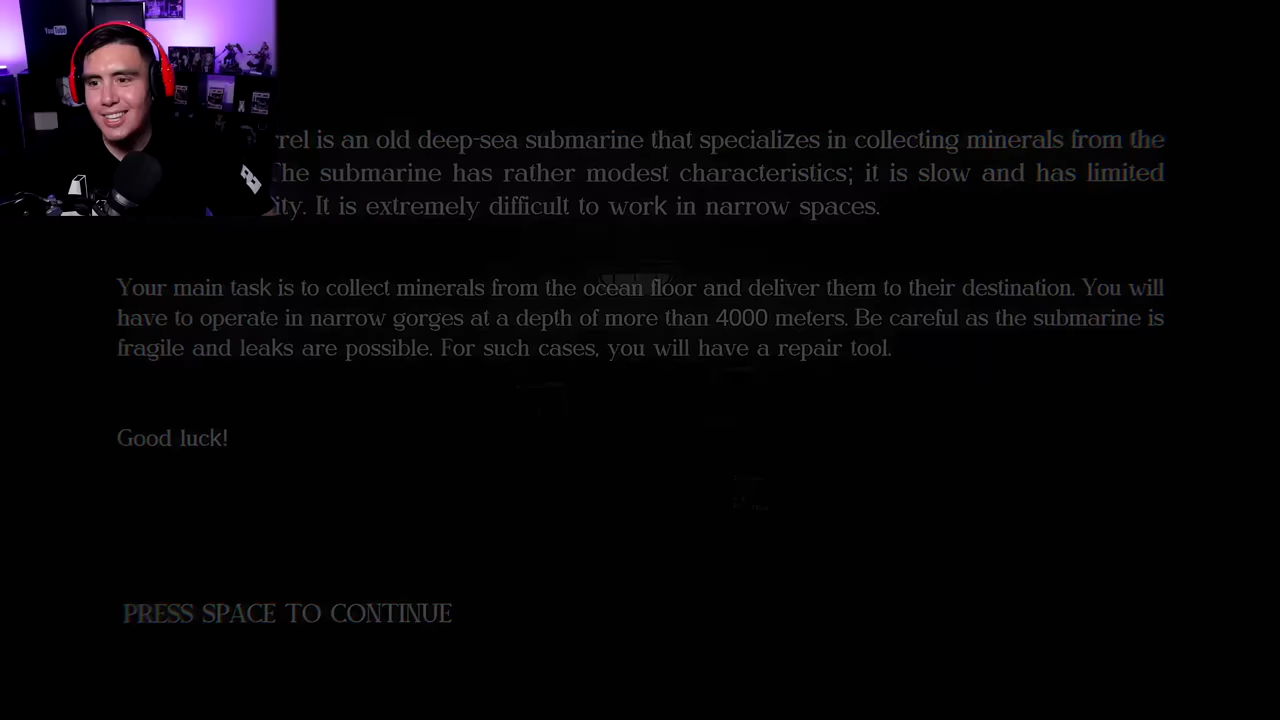 YouTube
is an old deep-sea submarine that specializes in collecting minerals from the
he submarine has rather modest characteristics; it is slow and has limited
ity. It is extremely difficult to work in narrow spaces.
Your main task is to collect minerals from the ocean floor and deliver them to their destination. You will
have to operate in narrow gorges at a depth of more than 4000 meters. Be careful as the submarine is
fragile and leaks are possible. For such cases, you will have a repair tool.
Good luck!
PRESS SPACE TO CONTINUE